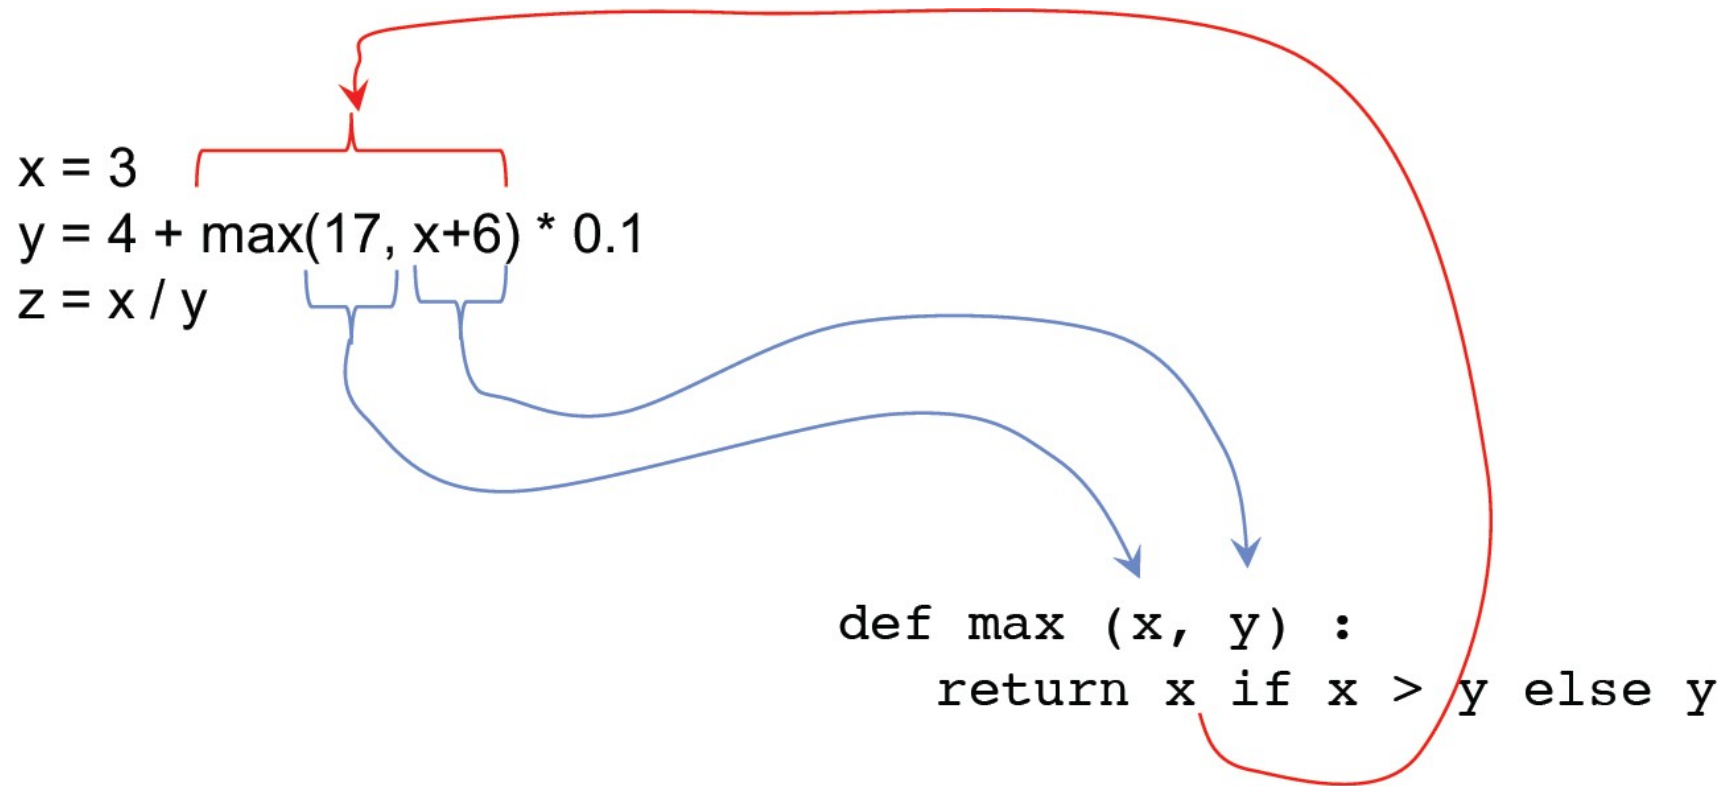 x = 3
y = 4 + max(17, x+6) * 0.1
z = x / y
def max (x, y) :
return x if x > y else y